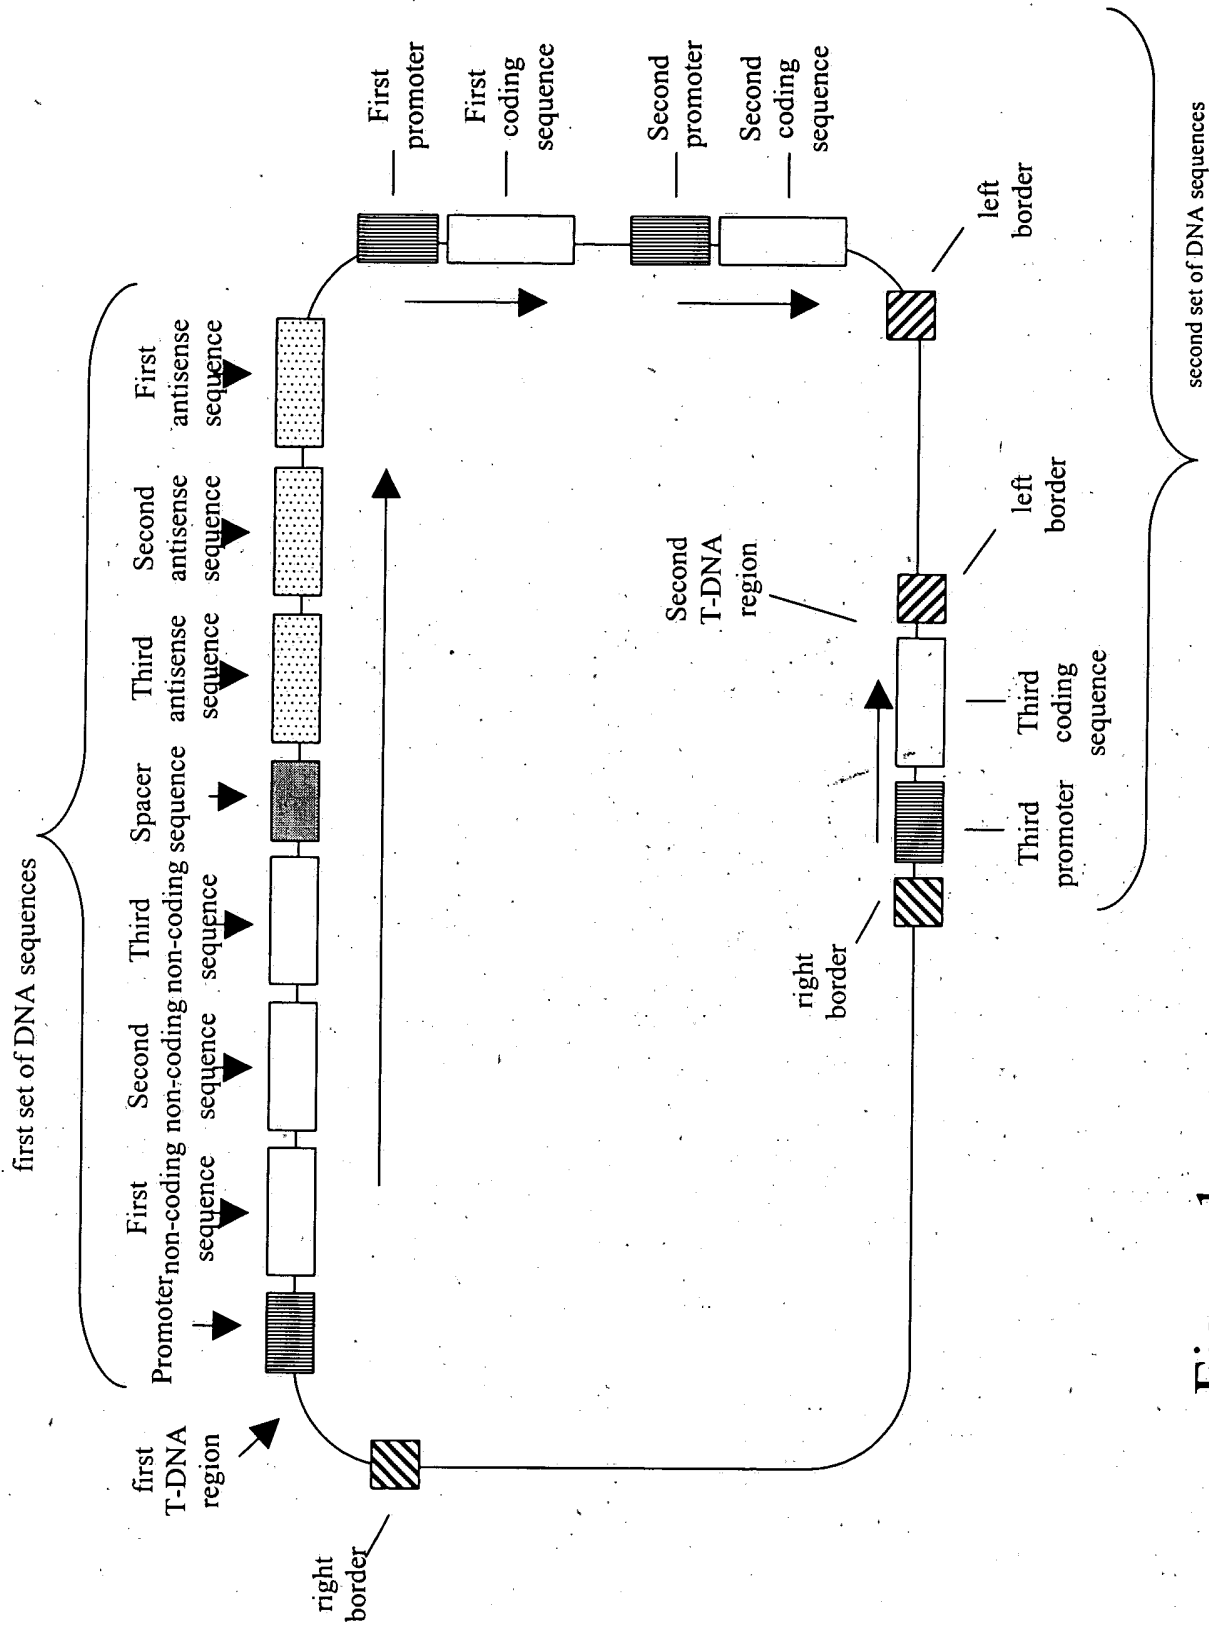 first set of DNA sequences
first
T-DNA
region
Promoter
First
non-coding
sequence
Second
non-coding
sequence
Third
non-coding
sequence
Spacer
sequence
Third
antisense
sequence
Second
antisense
sequence
First
antisense
sequence
right
border
First
promoter
First
coding
sequence
Second
promoter
Second
coding
sequence
left
border
Second
T-DNA
region
left
border
right
border
Third
promoter
Third
coding
sequence
second set of DNA sequences